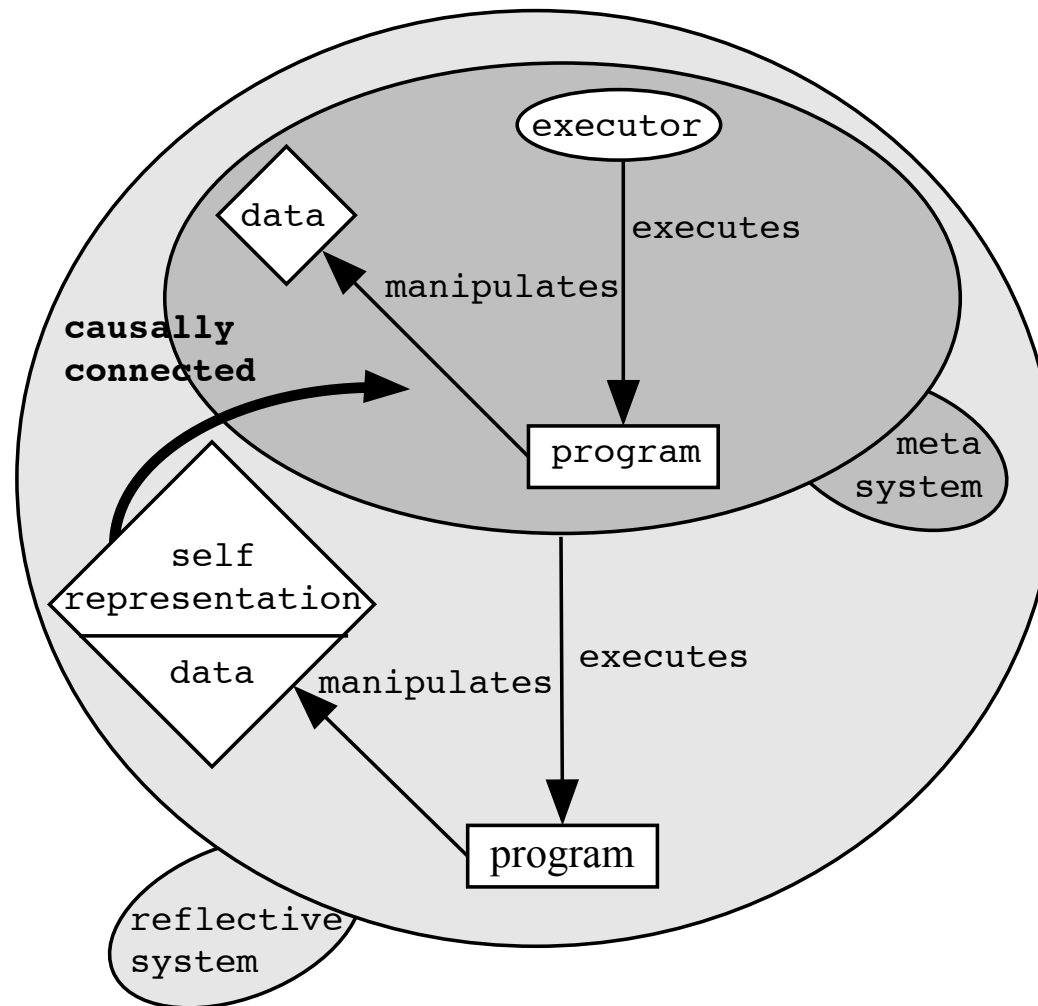 executor
data
executes
manipulates
causally
connected
program
meta
system
self
representation
data
manipulates
executes
program
reflective
system